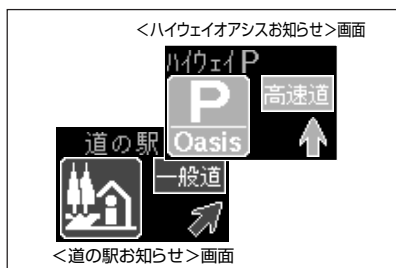 ＜ハイウェイオアシスお知らせ＞画面
ハイウェイP
P
Oasis
高速道
道の駅
一般道
＜道の駅お知らせ＞画面